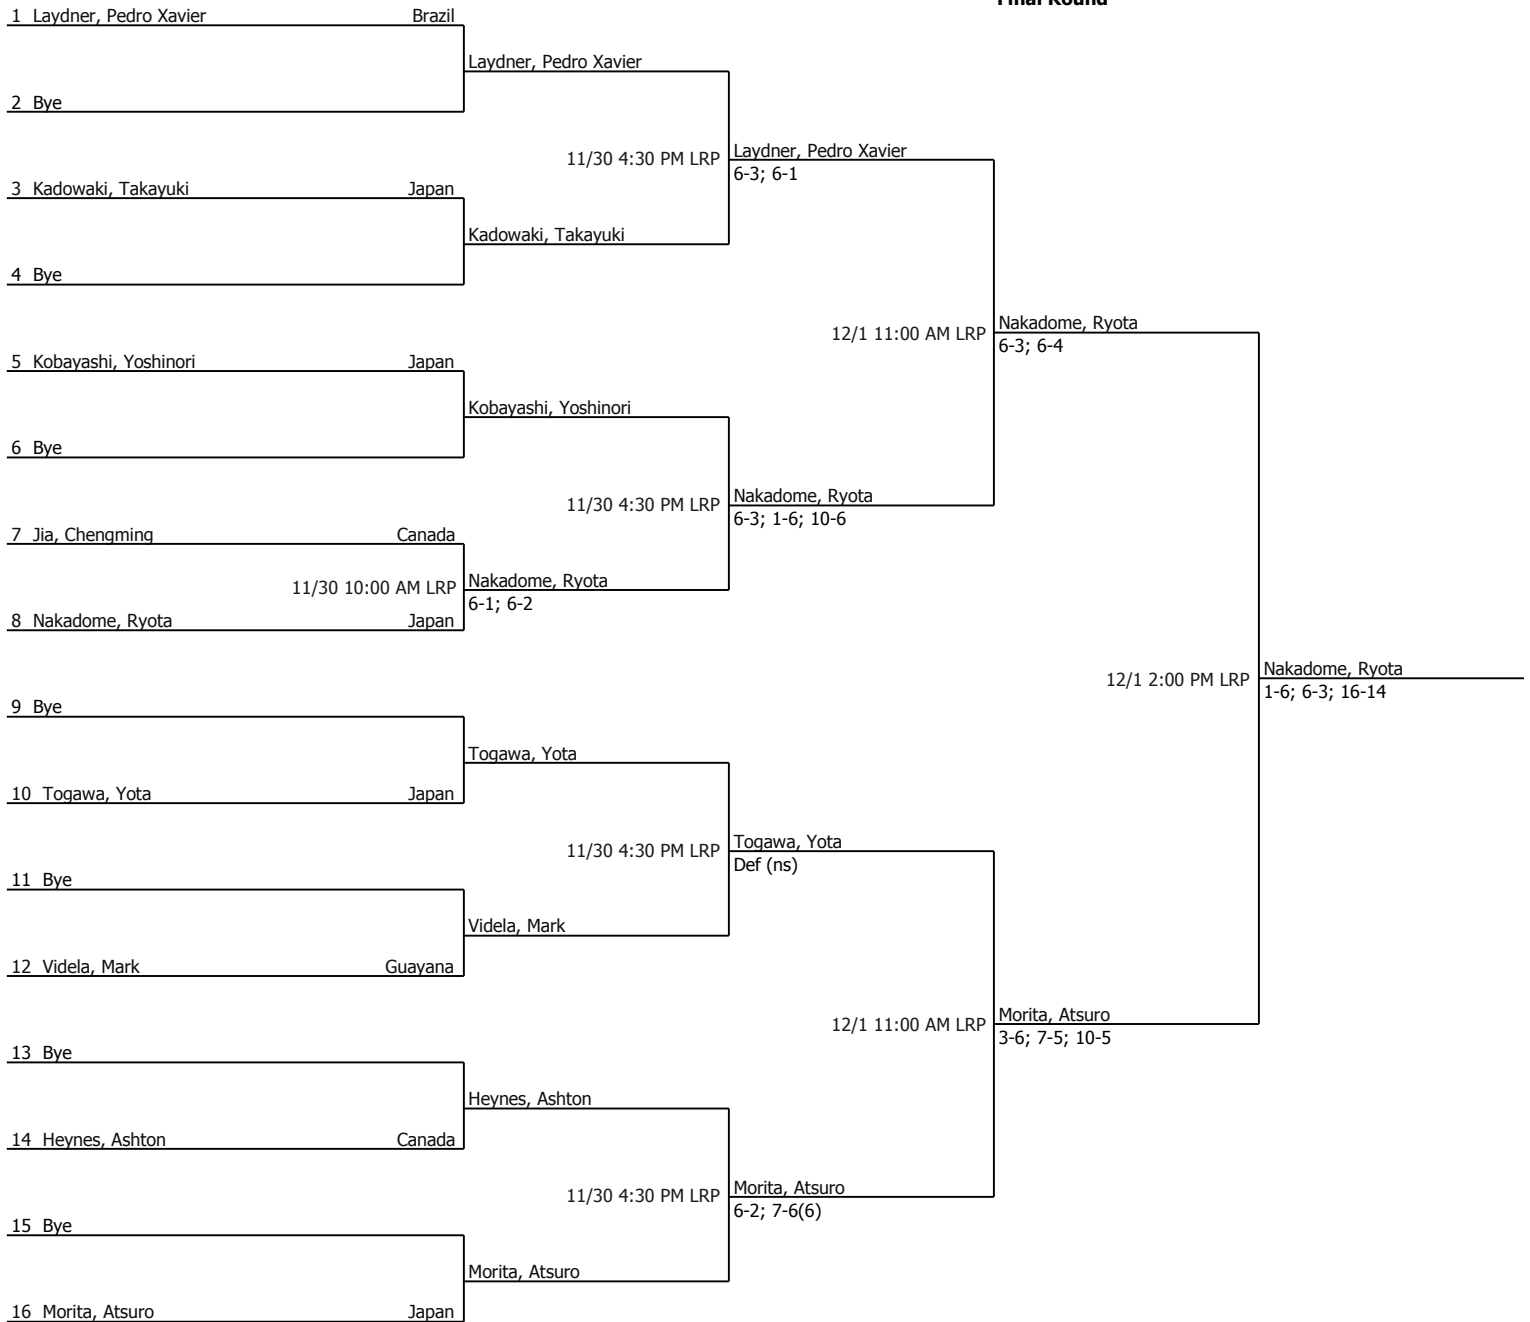 Final Round
1 Laydner, Pedro Xavier Brazil
2 Bye
3 Kadowaki, Takayuki Japan
4 Bye
5 Kobayashi, Yoshinori Japan
6 Bye
7 Jia, Chengming Canada
8 Nakadome, Ryota Japan
9 Bye
10 Togawa, Yota Japan
11 Bye
12 Videla, Mark Guayana
13 Bye
14 Heynes, Ashton Canada
15 Bye
16 Morita, Atsuro Japan
Laydner, Pedro Xavier
Kadowaki, Takayuki
Kobayashi, Yoshinori
11/30 10:00 AM LRP
Nakadome, Ryota
6-1; 6-2
Togawa, Yota
Videla, Mark
Heynes, Ashton
Morita, Atsuro
11/30 4:30 PM LRP
Laydner, Pedro Xavier
6-3; 6-1
11/30 4:30 PM LRP
Nakadome, Ryota
6-3; 1-6; 10-6
11/30 4:30 PM LRP
Togawa, Yota
Def (ns)
11/30 4:30 PM LRP
Morita, Atsuro
6-2; 7-6(6)
12/1 11:00 AM LRP
Nakadome, Ryota
6-3; 6-4
12/1 11:00 AM LRP
Morita, Atsuro
3-6; 7-5; 10-5
12/1 2:00 PM LRP
Nakadome, Ryota
1-6; 6-3; 16-14